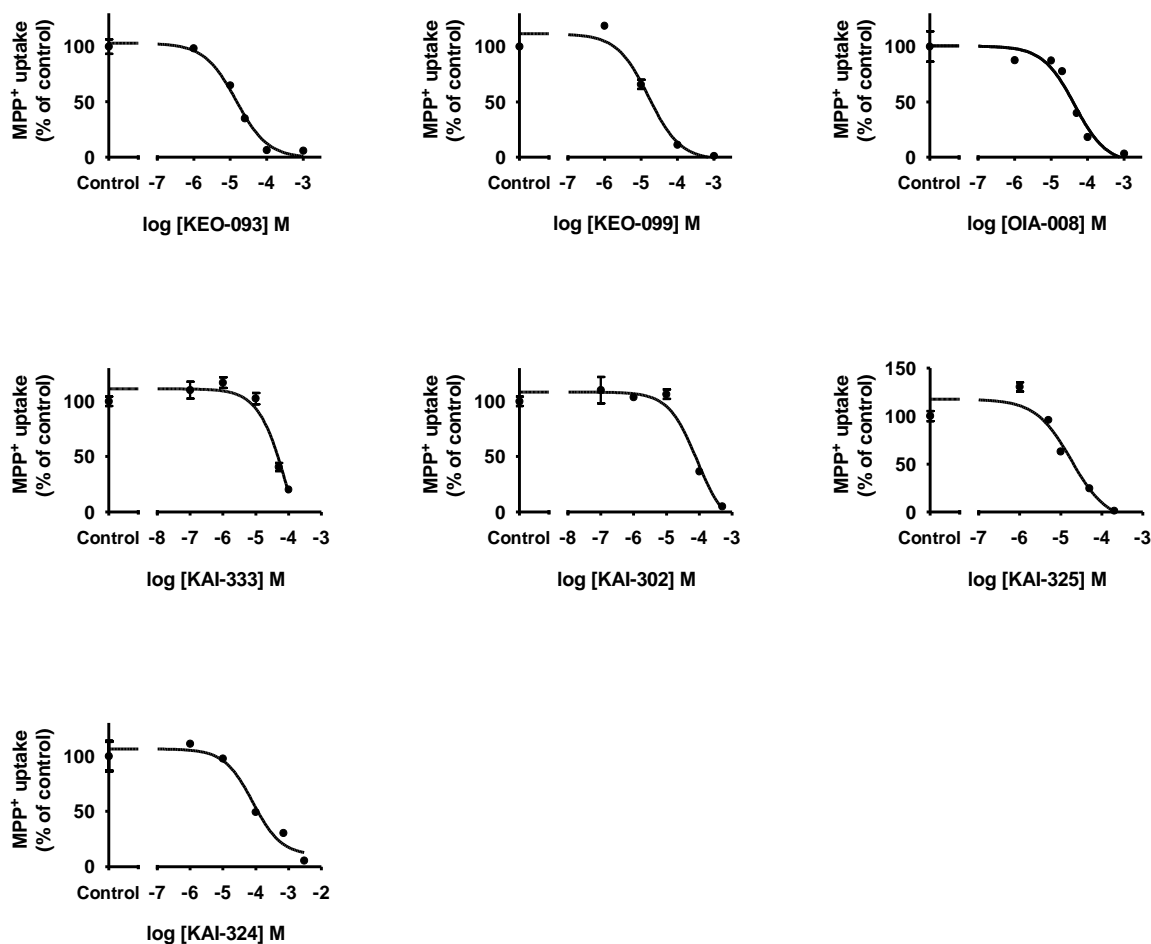 MPP+ uptake
(% of control)
100
50
0
Control -7 -6 -5 -4 -3
log [KEO-093] M
MPP+ uptake
(% of control)
100
50
0
Control -7 -6 -5 -4 -3
log [KEO-099] M
MPP+ uptake
(% of control)
100
50
0
Control -7 -6 -5 -4 -3
log [OIA-008] M
MPP+ uptake
(% of control)
100
50
0
Control -8 -7 -6 -5 -4 -3
log [KAI-333] M
MPP+ uptake
(% of control)
100
50
0
Control -8 -7 -6 -5 -4 -3
log [KAI-302] M
MPP+ uptake
(% of control)
150
100
50
0
Control -7 -6 -5 -4 -3
log [KAI-325] M
MPP+ uptake
(% of control)
100
50
0
Control -7 -6 -5 -4 -3 -2
log [KAI-324] M